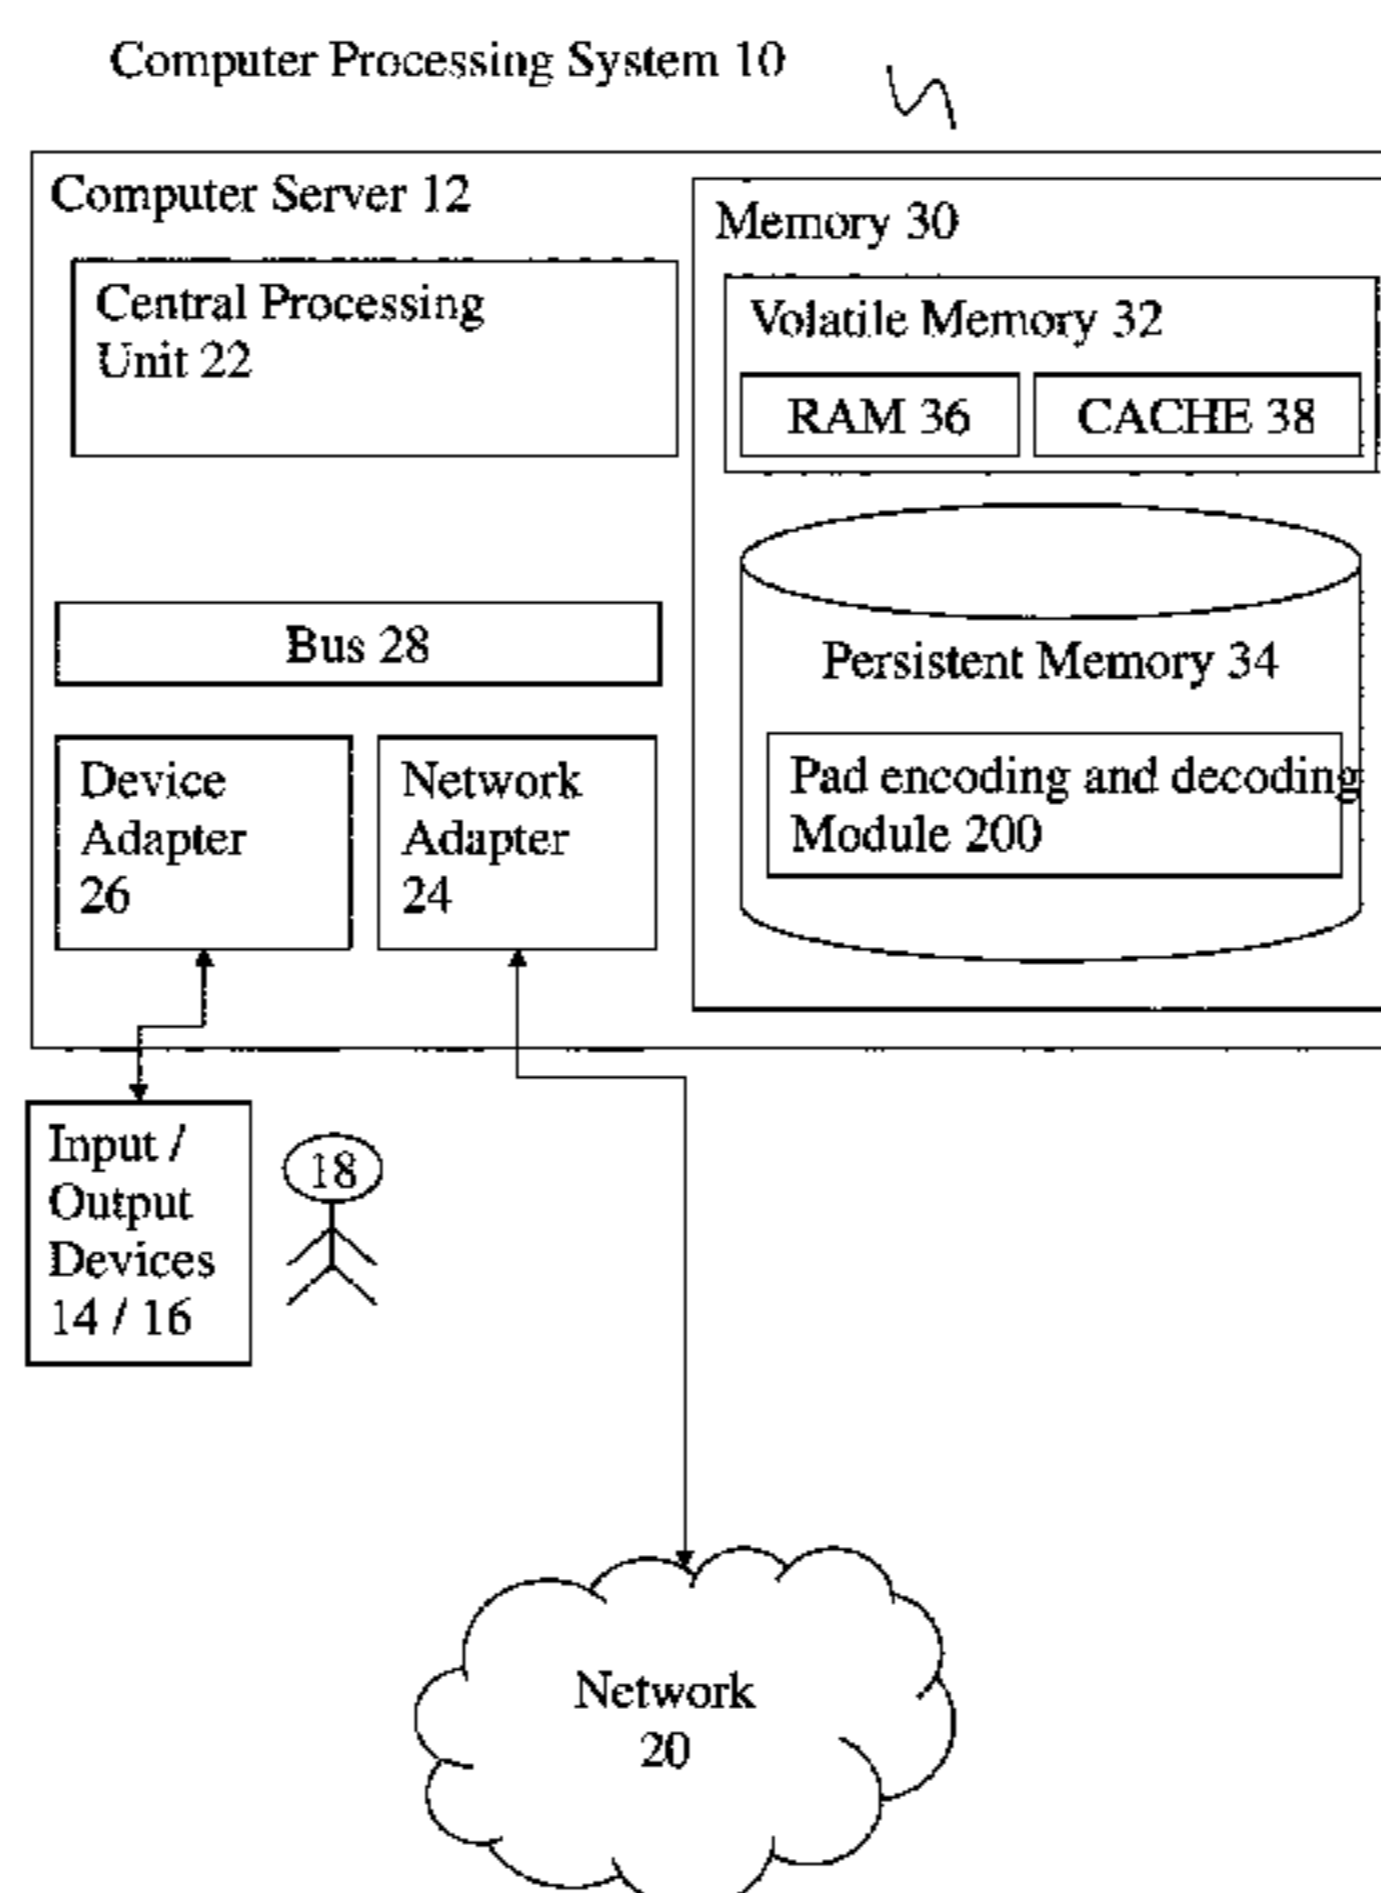 Computer Processing System 10
Computer Server 12
Central Processing
Unit 22
Bus 28
Device
Adapter
26
Network
Adapter
24
Memory 30
Volatile Memory 32
RAM 36
CACHE 38
Persistent Memory 34
Pad encoding and decoding
Module 200
Input /
Output
Devices
14 / 16
18
Network
20